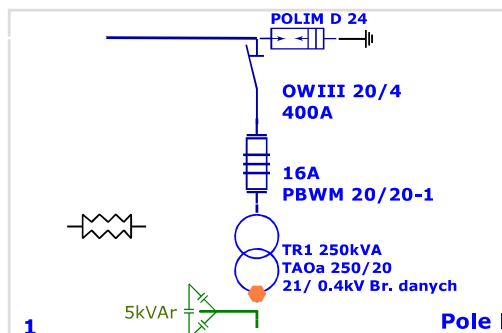 POLIM D 24
OWIII 20/4
400A
16A
PBWM 20/20-1
TR1 250kVA
TAOa 250/20
21/ 0.4kV Br. danych
5kVAr
1
Pole